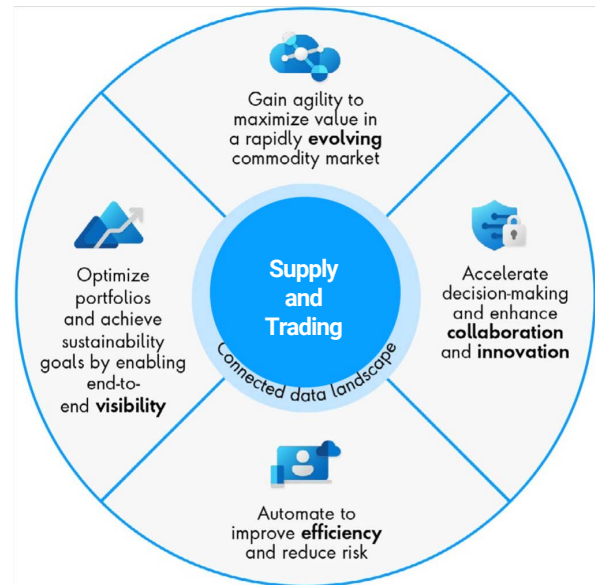 Gain agility to
maximize value in
a rapidly evolving
commodity market
Optimize
portfolios
and achieve
sustainability
goals by enabling
end-to-
end visibility
Supply
and
Trading
Connected data landscape
Accelerate
decision-making
and enhance
collaboration
and innovation
Automate to
improve efficiency
and reduce risk